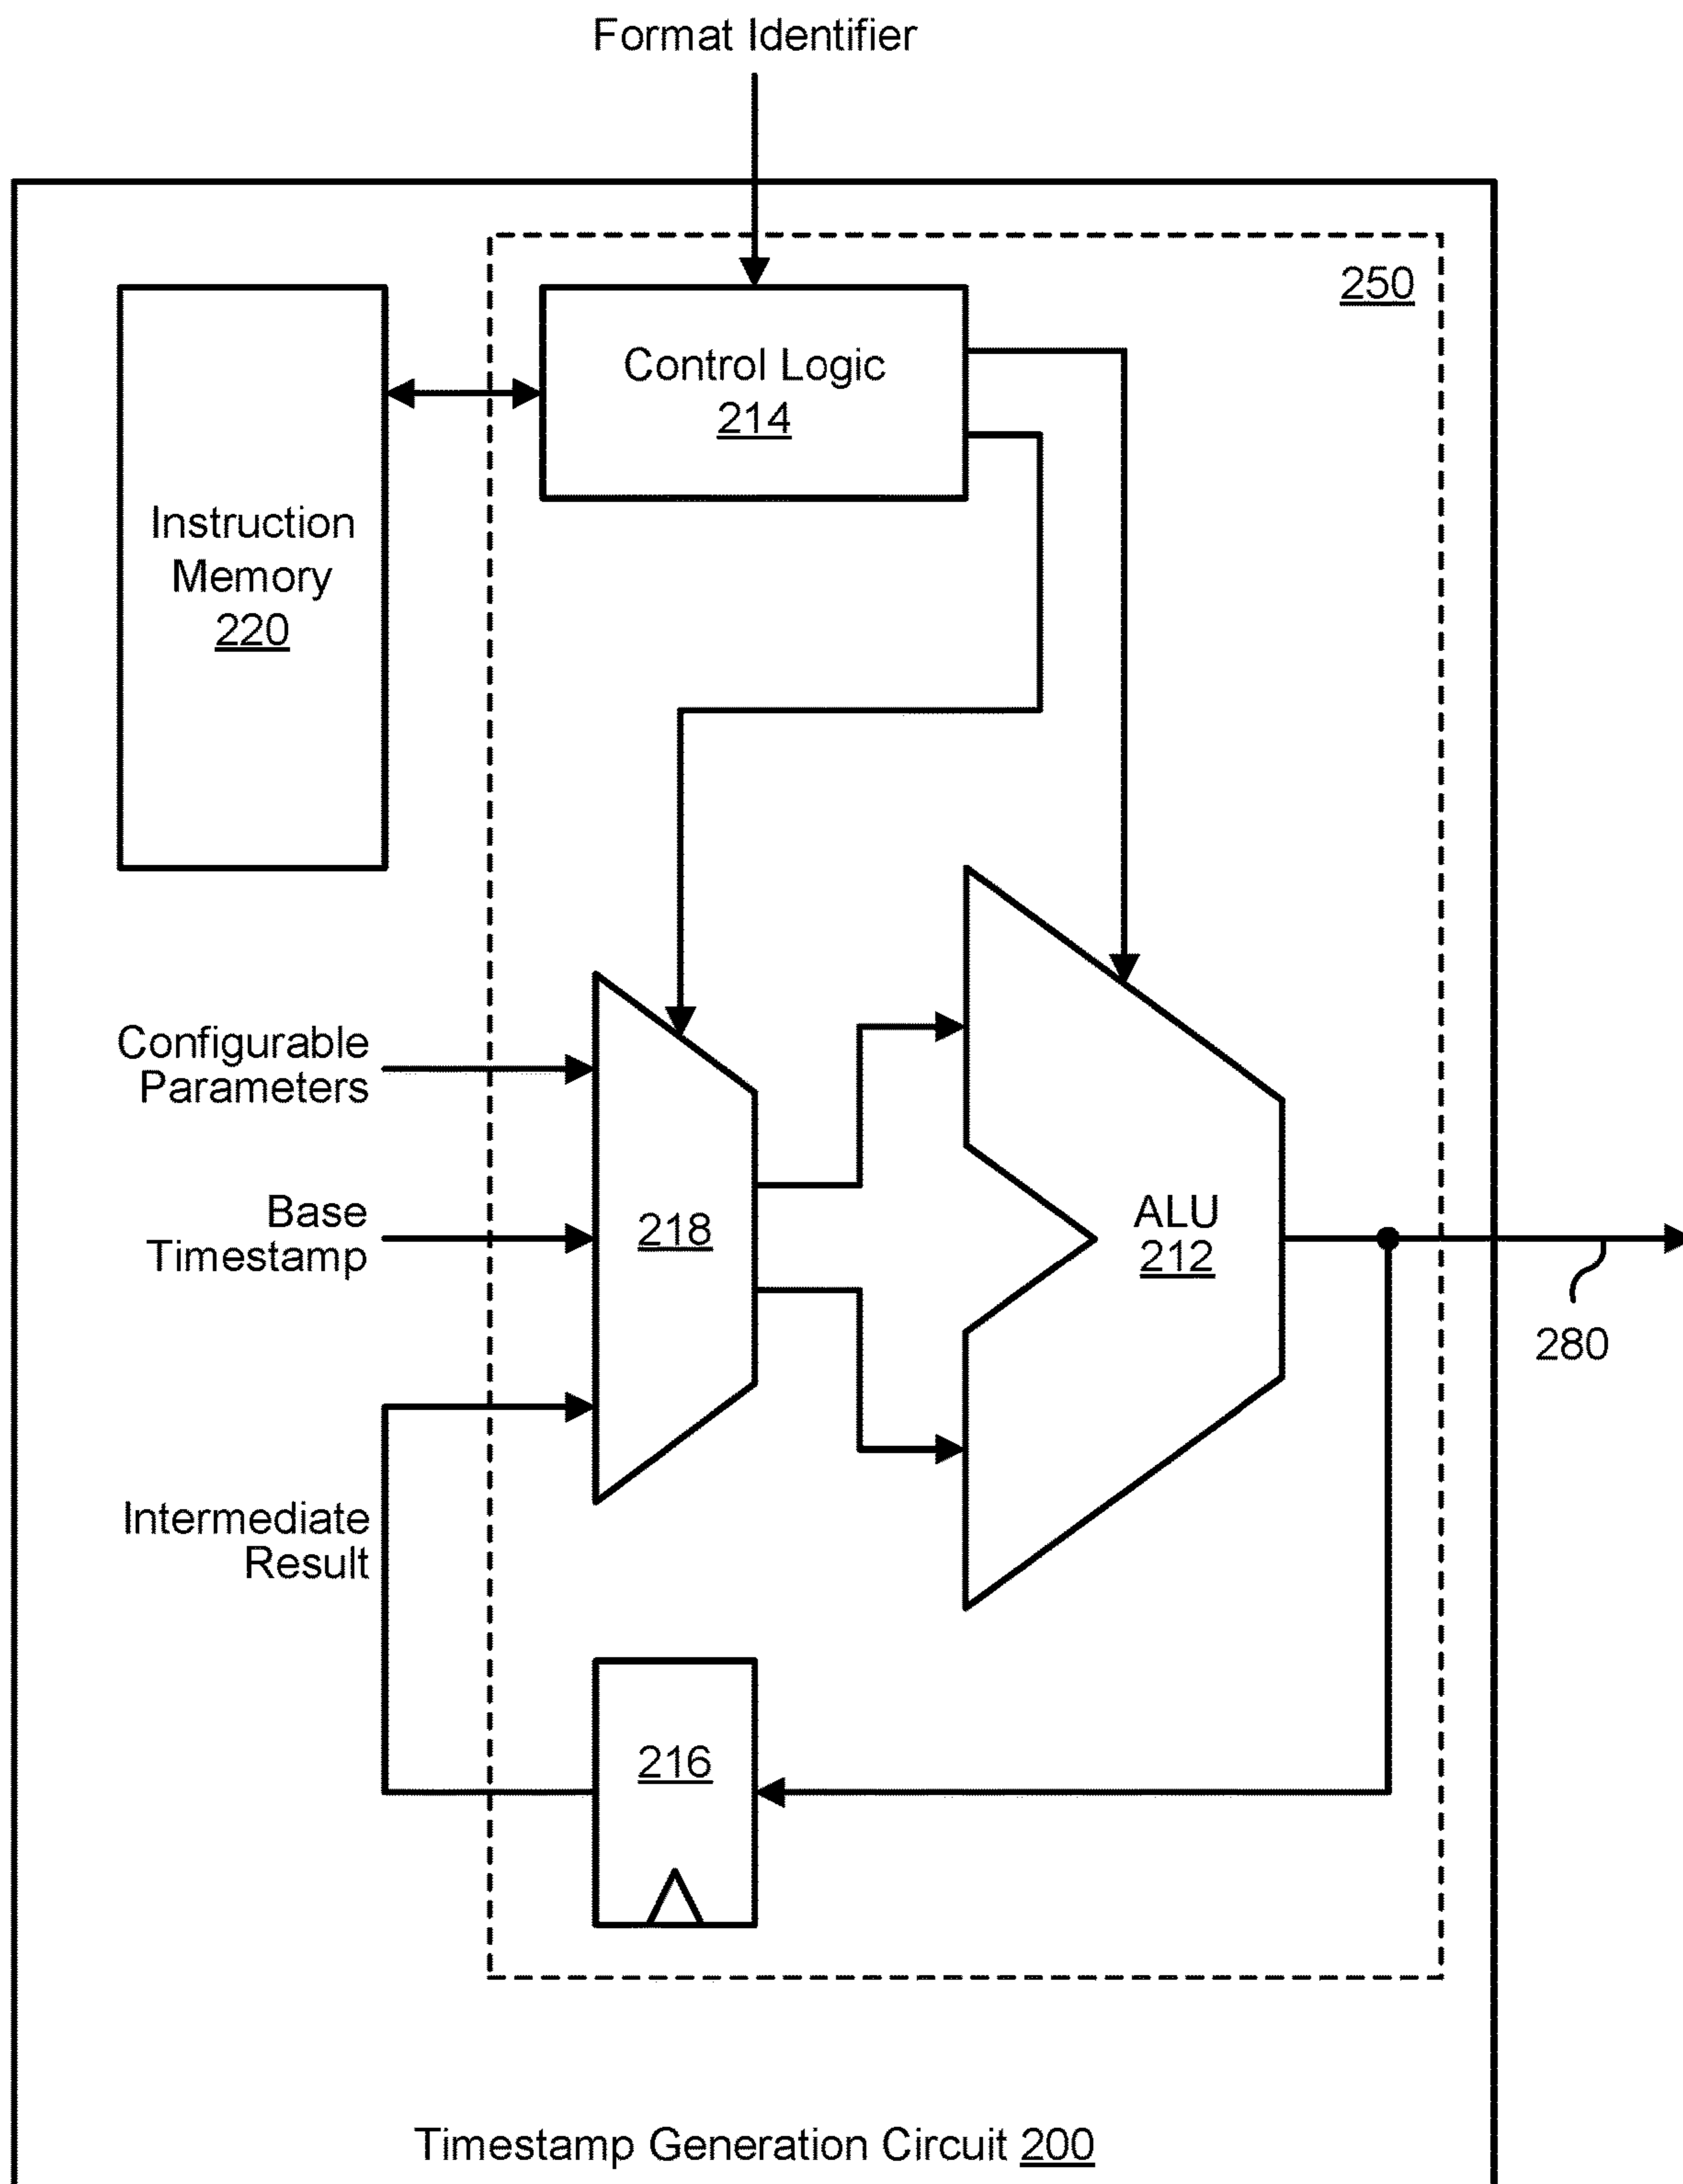 Format Identifier
250
Control Logic
214
Instruction
Memory
220
Configurable
Parameters
Base
Timestamp
218
ALU
212
280
Intermediate
Result
216
Timestamp Generation Circuit 200